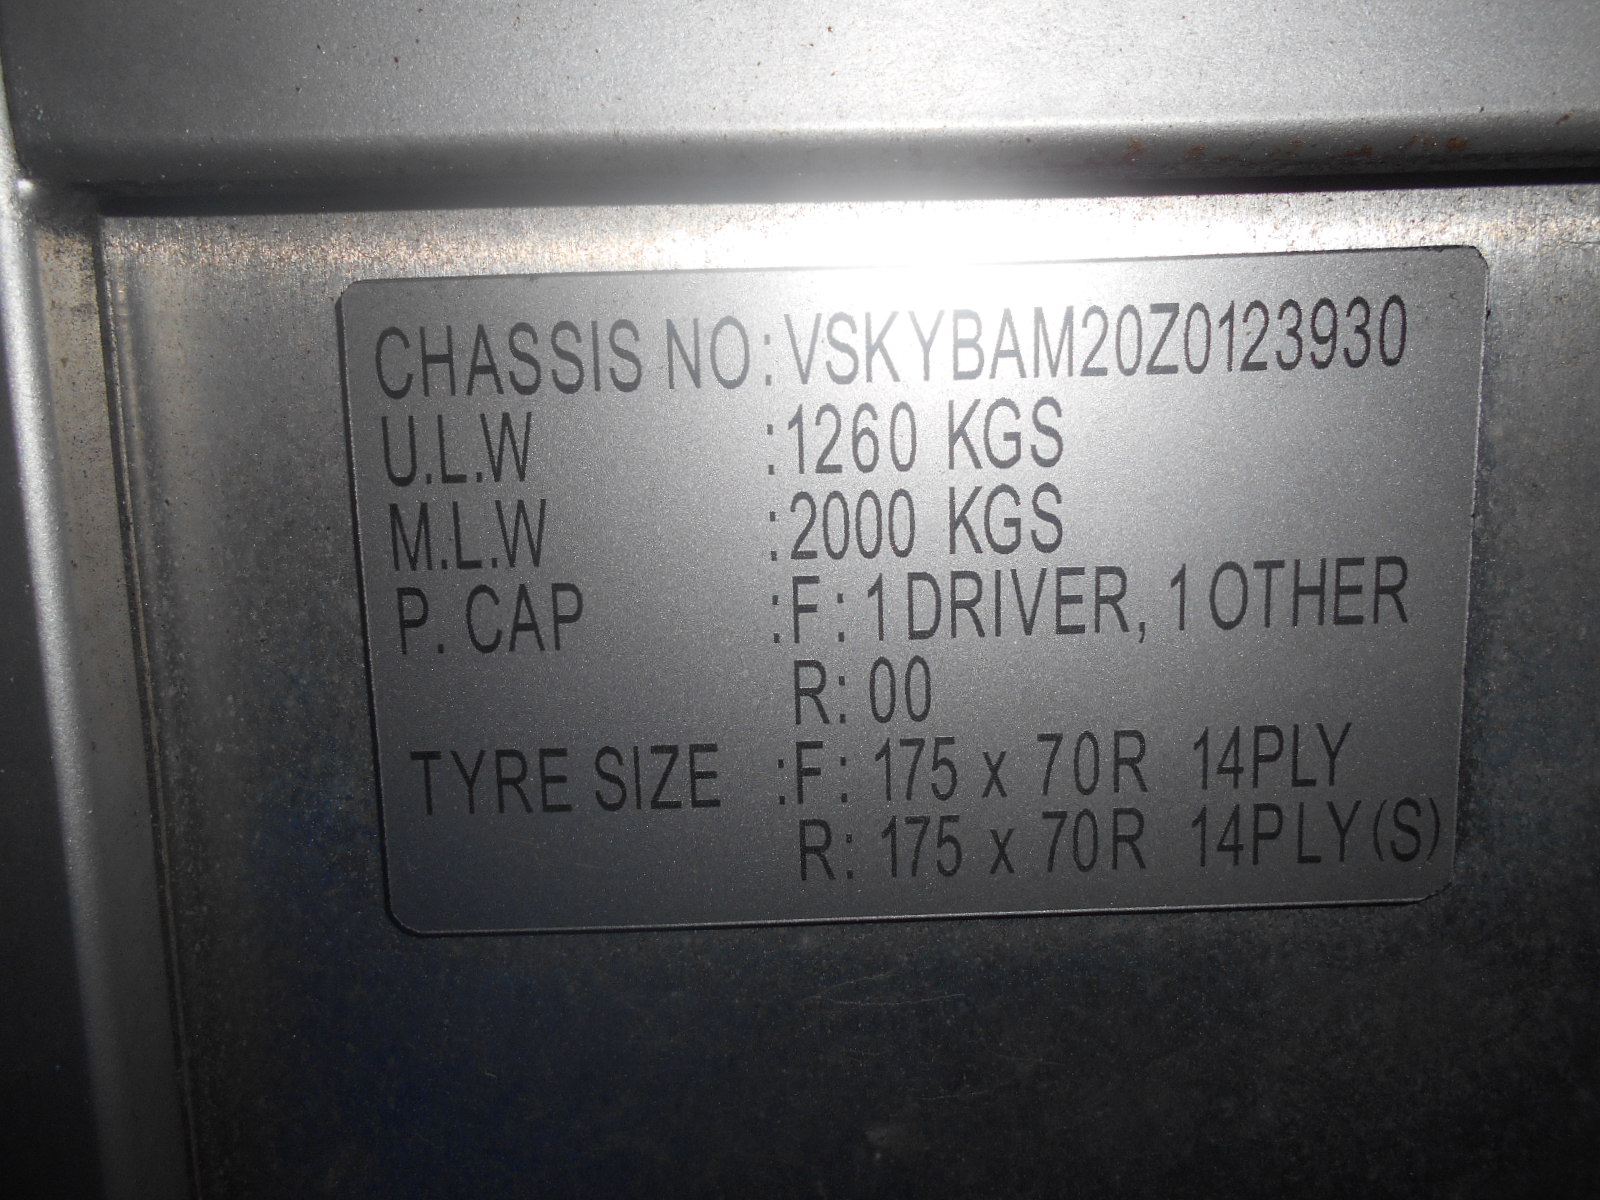 CHASSIS NO : VSKYBAM20Z0123930
U.L.W : 1260 KGS
M.L.W : 2000 KGS
P. CAP : F : 1 DRIVER, 1 OTHER
R : 00
TYRE SIZE : F : 175 x 70R 14PLY
R : 175 x 70R 14PLY (S)